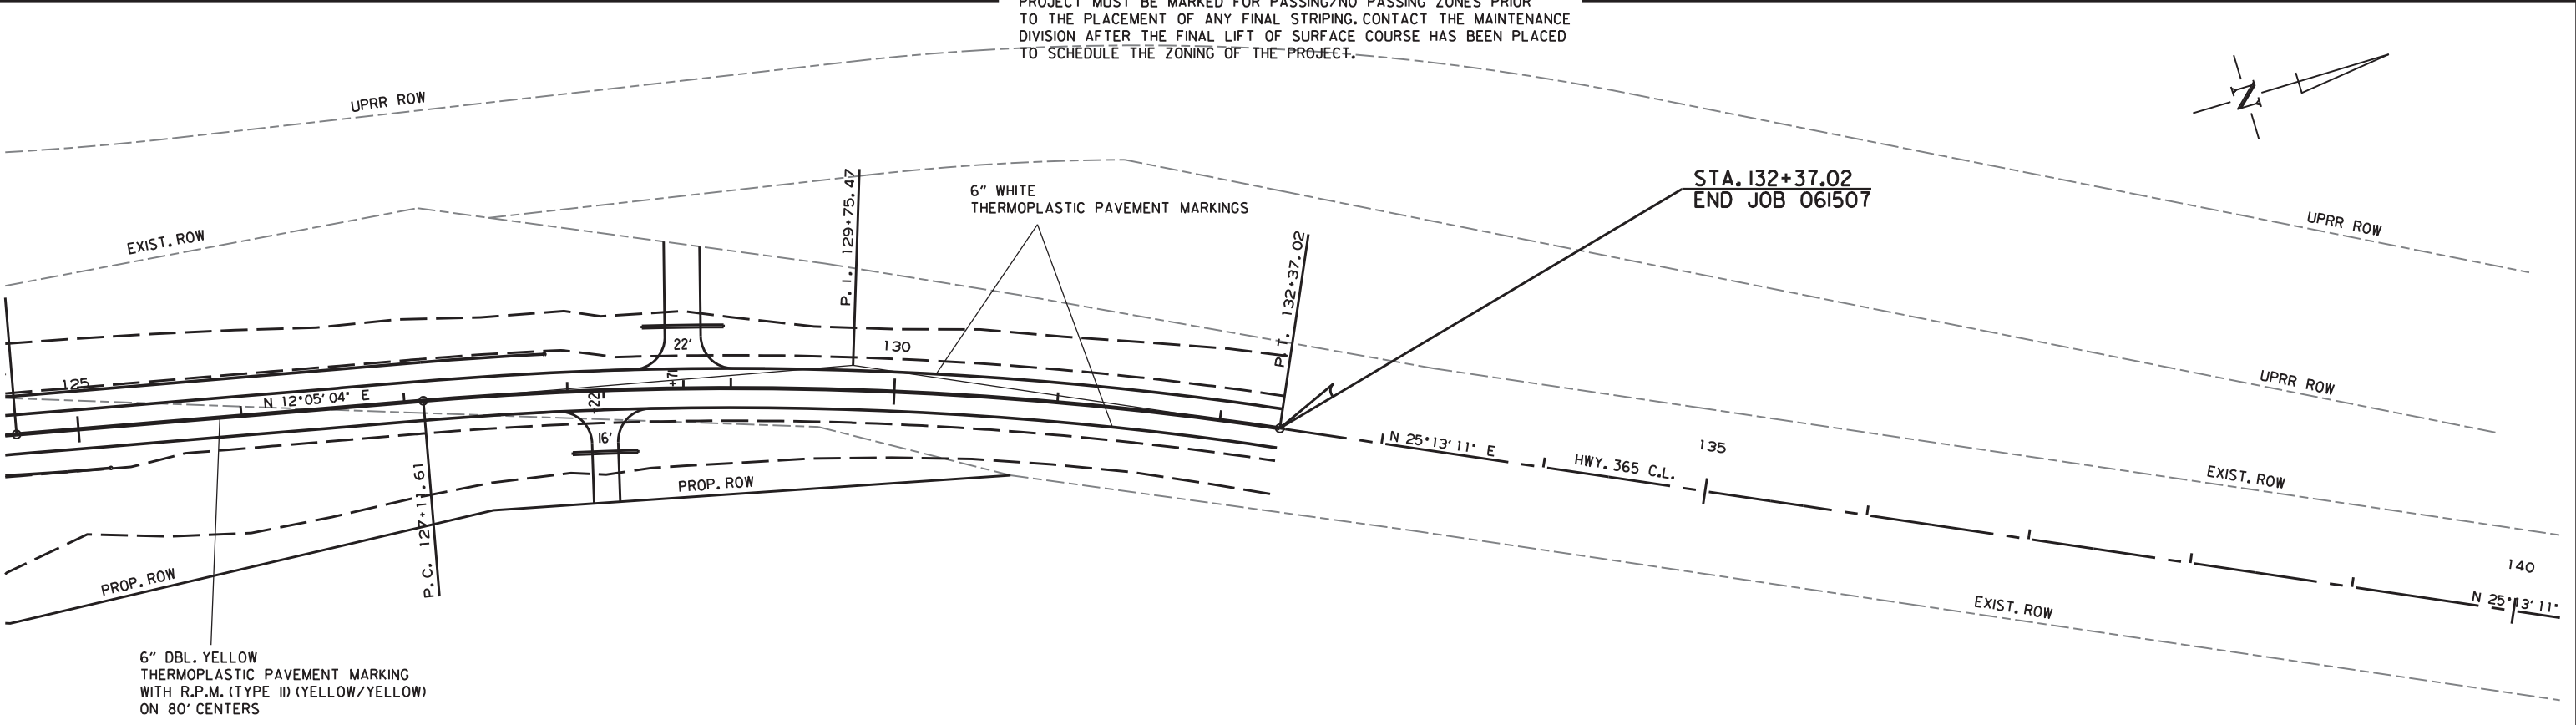 PROJECT MUST BE MARKED FOR PASSING/NO PASSING ZONES PRIOR
TO THE PLACEMENT OF ANY FINAL STRIPING. CONTACT THE MAINTENANCE
DIVISION AFTER THE FINAL LIFT OF SURFACE COURSE HAS BEEN PLACED
TO SCHEDULE THE ZONING OF THE PROJECT.
UPRR ROW
N
STA. 132+37.02
END JOB 061507
6" WHITE
THERMOPLASTIC PAVEMENT MARKINGS
P.I. 129+75.47
UPRR ROW
EXIST. ROW
P.T. 132+37.02
22'
130
125
+71
N 12°05'04" E
+22
UPRR ROW
16'
N 25°13'11" E
135
HWY. 365 C.L.
EXIST. ROW
PROP. ROW
P.C. 127+11.61
PROP. ROW
140
EXIST. ROW
N 25°13'11"
6" DBL. YELLOW
THERMOPLASTIC PAVEMENT MARKING
WITH R.P.M. (TYPE II) (YELLOW/YELLOW)
ON 80' CENTERS